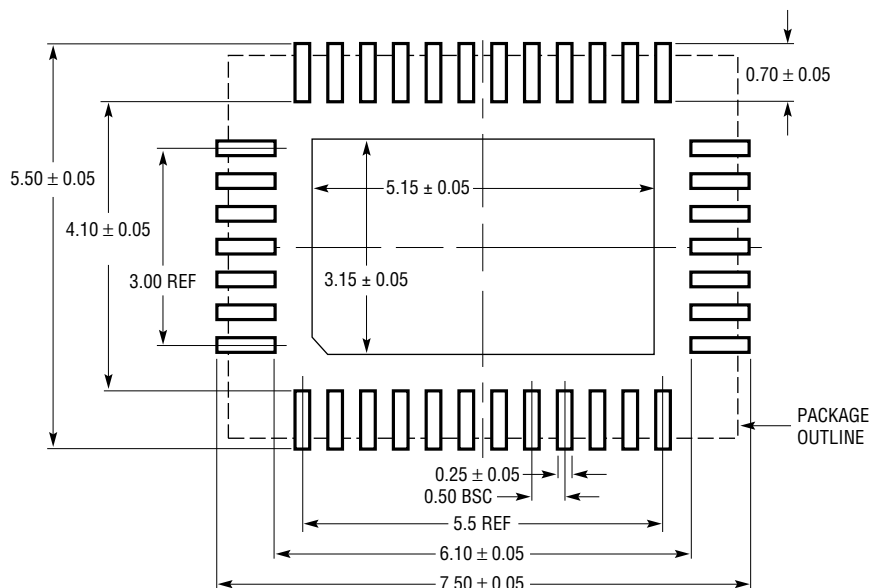 0.70 ± 0.05
5.50 ± 0.05
5.15 ± 0.05
4.10 ± 0.05
3.00 REF
3.15 ± 0.05
PACKAGE
OUTLINE
0.25 ± 0.05
0.50 BSC
5.5 REF
6.10 ± 0.05
7.50 ± 0.05